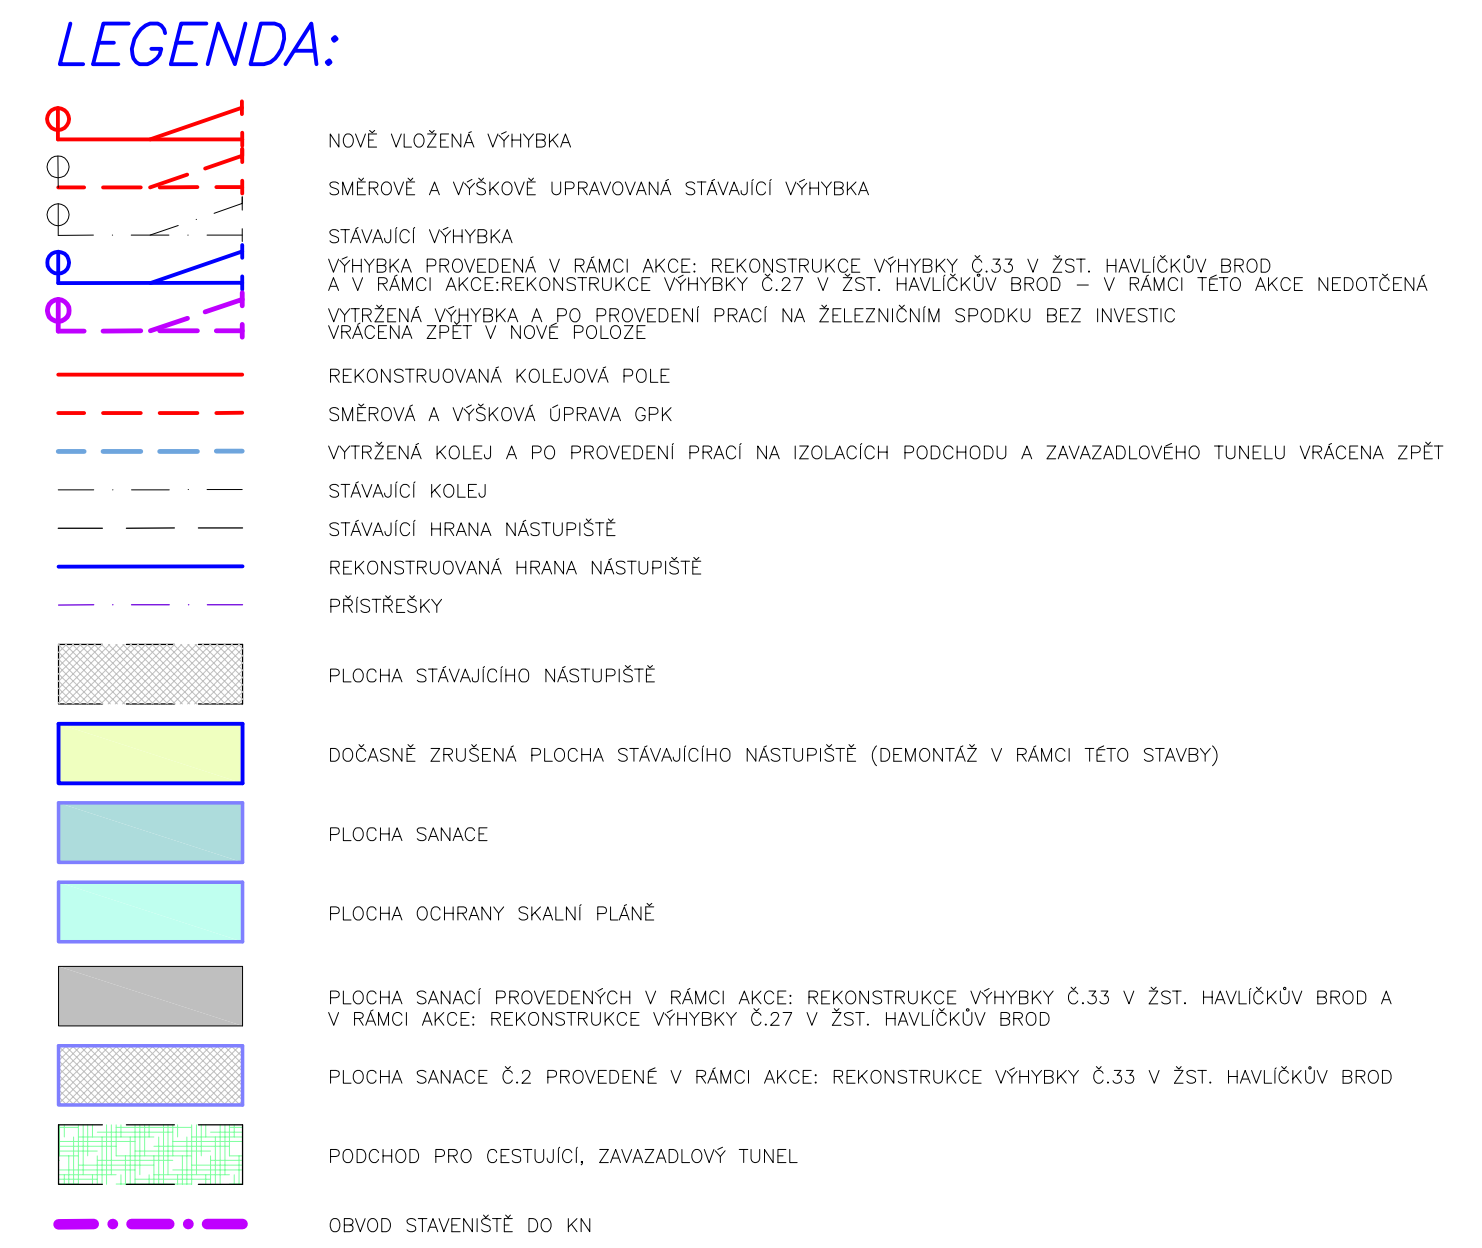 LEGENDA:
NOVĚ VLOŽENÁ VÝHYBKA
SMĚROVĚ A VÝŠKOVĚ UPRAVOVANÁ STÁVAJÍCÍ VÝHYBKA
STÁVAJÍCÍ VÝHYBKA
VÝHYBKA PROVEDENÁ V RÁMCI AKCE: REKONSTRUKCE VÝHYBKY Č.33 V ŽST. HAVLÍČKŮV BROD
A V RÁMCI AKCE:REKONSTRUKCE VÝHYBKY Č.27 V ŽST. HAVLÍČKŮV BROD – V RÁMCI TÉTO AKCE NEDOTČENÁ
VYTRŽENÁ VÝHYBKA A PO PROVEDENÍ PRACÍ NA ŽELEZNIČNÍM SPODKU BEZ INVESTIC
VRÁCENA ZPĚT V NOVÉ POLOZE
REKONSTRUOVANÁ KOLEJOVÁ POLE
SMĚROVÁ A VÝŠKOVÁ ÚPRAVA GPK
VYTRŽENÁ KOLEJ A PO PROVEDENÍ PRACÍ NA IZOLACÍCH PODCHODU A ZAVAZADLOVÉHO TUNELU VRÁCENA ZPĚT
STÁVAJÍCÍ KOLEJ
STÁVAJÍCÍ HRANA NÁSTUPIŠTĚ
REKONSTRUOVANÁ HRANA NÁSTUPIŠTĚ
PŘÍSTŘEŠKY
PLOCHA STÁVAJÍCÍHO NÁSTUPIŠTĚ
DOČASNĚ ZRUŠENÁ PLOCHA STÁVAJÍCÍHO NÁSTUPIŠTĚ (DEMONTÁŽ V RÁMCI TÉTO STAVBY)
PLOCHA SANACE
PLOCHA OCHRANY SKALNÍ PLÁNĚ
PLOCHA SANACÍ PROVEDENÝCH V RÁMCI AKCE: REKONSTRUKCE VÝHYBKY Č.33 V ŽST. HAVLÍČKŮV BROD A
V RÁMCI AKCE: REKONSTRUKCE VÝHYBKY Č.27 V ŽST. HAVLÍČKŮV BROD
PLOCHA SANACE Č.2 PROVEDENÉ V RÁMCI AKCE: REKONSTRUKCE VÝHYBKY Č.33 V ŽST. HAVLÍČKŮV BROD
PODCHOD PRO CESTUJÍCÍ, ZAVAZADLOVÝ TUNEL
OBVOD STAVENIŠTĚ DO KN